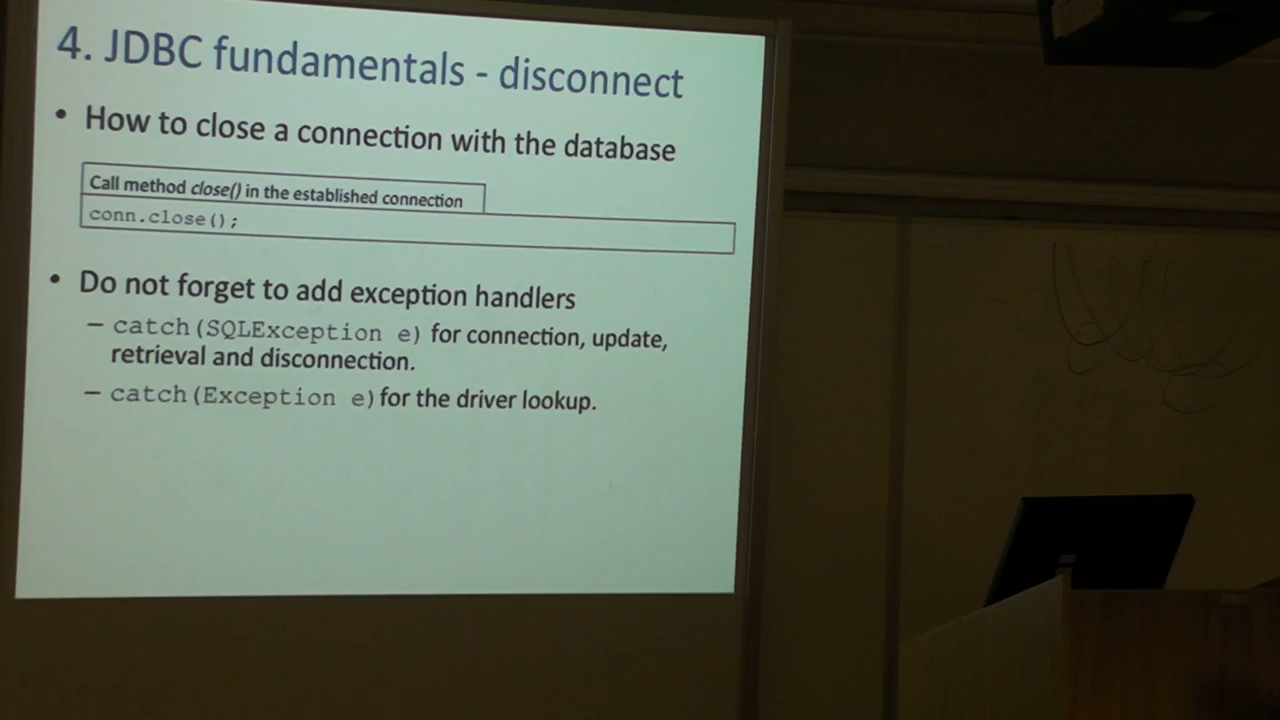 4. JDBC fundamentals - disconnect
• How to close a connection with the database
Call method close() in the established connection
conn.close();
• Do not forget to add exception handlers
– catch(SQLException e) for connection, update,
retrieval and disconnection.
– catch(Exception e) for the driver lookup.